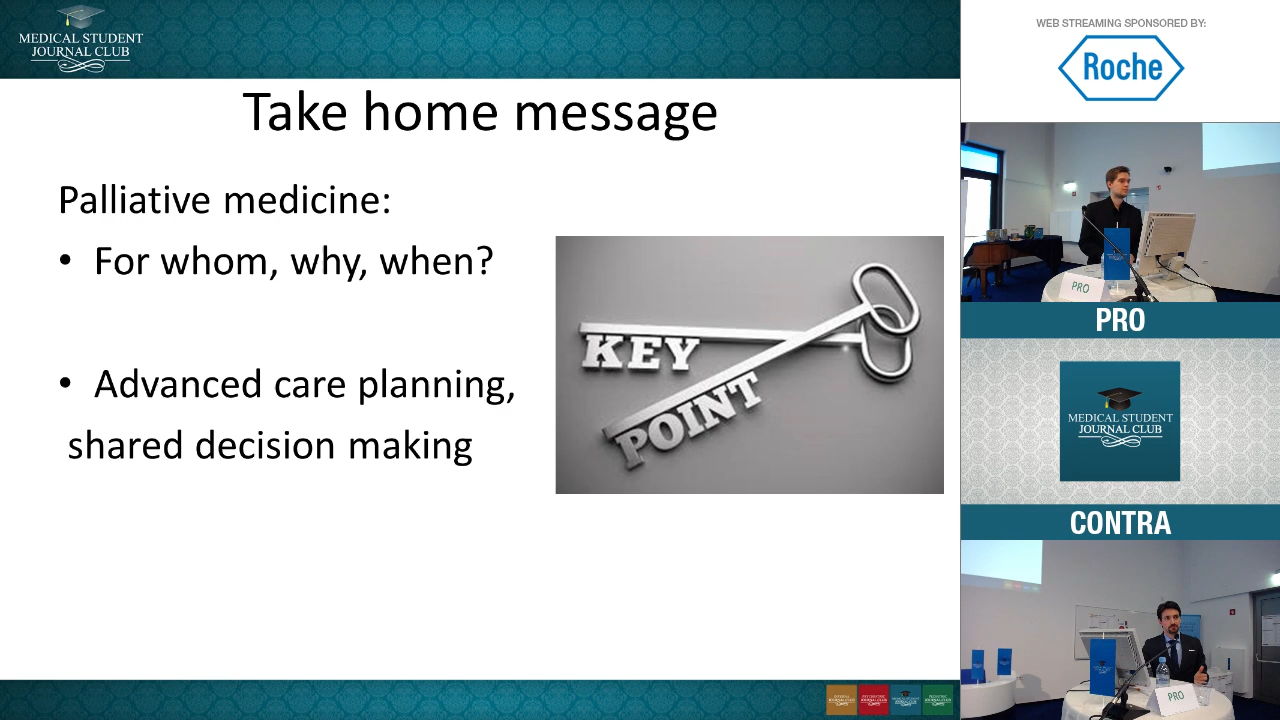 MEDICAL STUDENT
JOURNAL CLUB
Take home message
Palliative medicine:
• For whom, why, when?
• Advanced care planning,
shared decision making
KEY
POINT
WEB STREAMING SPONSORED BY:
Roche
PRO
PRO
MEDICAL STUDENT
JOURNAL CLUB
CONTRA
PRO